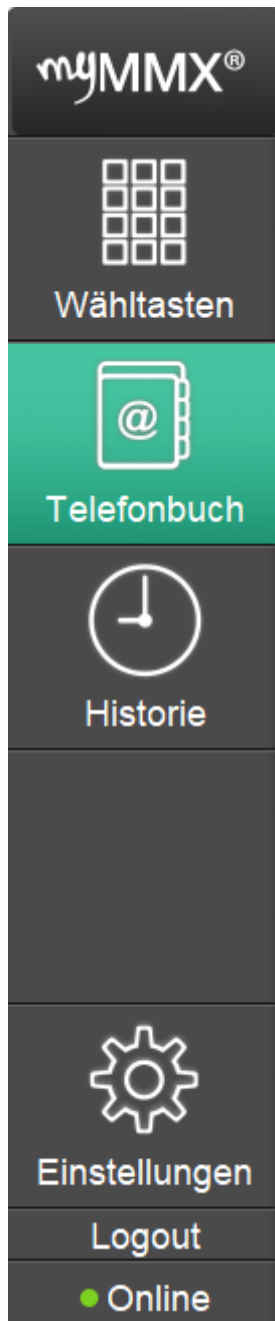 myMMX®
Wähltasten
@
Telefonbuch
Historie
Einstellungen
Logout
Online